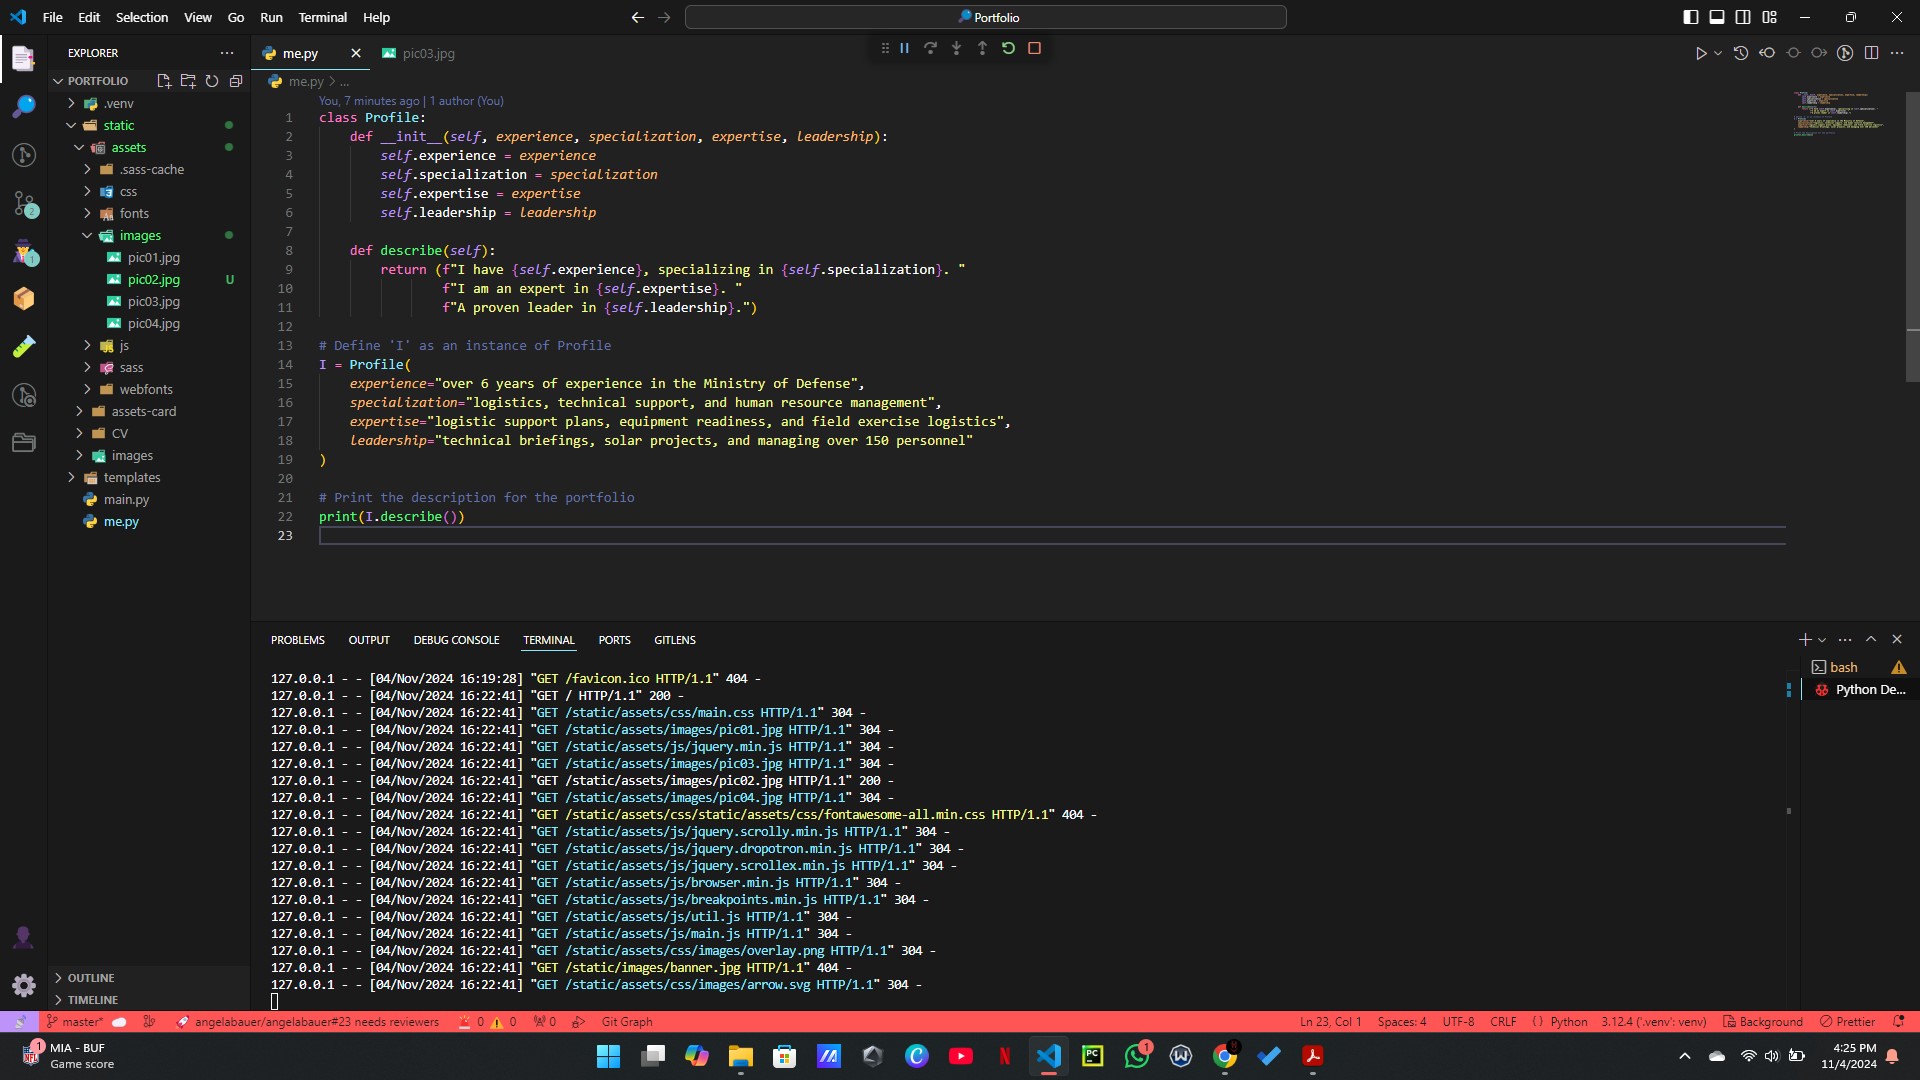 File Edit Selection View Go Run Terminal Help
Portfolio
EXPLORER
PORTFOLIO
.venv
static
assets
.sass-cache
css
fonts
images
pic01.jpg
pic02.jpg U
pic03.jpg
pic04.jpg
js
sass
webfonts
assets-card
CV
images
templates
main.py
me.py
OUTLINE
TIMELINE
me.py
pic03.jpg
me.py > ...
You, 7 minutes ago | 1 author (You)
1 class Profile:
2 def __init__(self, experience, specialization, expertise, leadership):
3 self.experience = experience
4 self.specialization = specialization
5 self.expertise = expertise
6 self.leadership = leadership
7
8 def describe(self):
9 return (f"I have {self.experience}, specializing in {self.specialization}. "
10 f"I am an expert in {self.expertise}. "
11 f"A proven leader in {self.leadership}.")
12
13 # Define 'I' as an instance of Profile
14 I = Profile(
15 experience="over 6 years of experience in the Ministry of Defense",
16 specialization="logistics, technical support, and human resource management",
17 expertise="logistic support plans, equipment readiness, and field exercise logistics",
18 leadership="technical briefings, solar projects, and managing over 150 personnel"
19 )
20
21 # Print the description for the portfolio
22 print(I.describe())
23
PROBLEMS OUTPUT DEBUG CONSOLE TERMINAL PORTS GITLENS
bash
Python De...
127.0.0.1 - - [04/Nov/2024 16:19:28] "GET /favicon.ico HTTP/1.1" 404 -
127.0.0.1 - - [04/Nov/2024 16:22:41] "GET / HTTP/1.1" 200 -
127.0.0.1 - - [04/Nov/2024 16:22:41] "GET /static/assets/css/main.css HTTP/1.1" 304 -
127.0.0.1 - - [04/Nov/2024 16:22:41] "GET /static/assets/images/pic01.jpg HTTP/1.1" 304 -
127.0.0.1 - - [04/Nov/2024 16:22:41] "GET /static/assets/js/jquery.min.js HTTP/1.1" 304 -
127.0.0.1 - - [04/Nov/2024 16:22:41] "GET /static/assets/images/pic03.jpg HTTP/1.1" 304 -
127.0.0.1 - - [04/Nov/2024 16:22:41] "GET /static/assets/images/pic02.jpg HTTP/1.1" 200 -
127.0.0.1 - - [04/Nov/2024 16:22:41] "GET /static/assets/images/pic04.jpg HTTP/1.1" 304 -
127.0.0.1 - - [04/Nov/2024 16:22:41] "GET /static/assets/css/static/assets/css/fontawesome-all.min.css HTTP/1.1" 404 -
127.0.0.1 - - [04/Nov/2024 16:22:41] "GET /static/assets/js/jquery.scrolly.min.js HTTP/1.1" 304 -
127.0.0.1 - - [04/Nov/2024 16:22:41] "GET /static/assets/js/jquery.dropotron.min.js HTTP/1.1" 304 -
127.0.0.1 - - [04/Nov/2024 16:22:41] "GET /static/assets/js/jquery.scrollex.min.js HTTP/1.1" 304 -
127.0.0.1 - - [04/Nov/2024 16:22:41] "GET /static/assets/js/browser.min.js HTTP/1.1" 304 -
127.0.0.1 - - [04/Nov/2024 16:22:41] "GET /static/assets/js/breakpoints.min.js HTTP/1.1" 304 -
127.0.0.1 - - [04/Nov/2024 16:22:41] "GET /static/assets/js/util.js HTTP/1.1" 304 -
127.0.0.1 - - [04/Nov/2024 16:22:41] "GET /static/assets/js/main.js HTTP/1.1" 304 -
127.0.0.1 - - [04/Nov/2024 16:22:41] "GET /static/assets/css/images/overlay.png HTTP/1.1" 304 -
127.0.0.1 - - [04/Nov/2024 16:22:41] "GET /static/images/banner.jpg HTTP/1.1" 404 -
127.0.0.1 - - [04/Nov/2024 16:22:41] "GET /static/assets/css/images/arrow.svg HTTP/1.1" 304 -
master* angelabauer/angelabauer#23 needs reviewers 0 0 0 Git Graph Ln 23, Col 1 Spaces: 4 UTF-8 CRLF { } Python 3.12.4 ('.venv': venv) Background Prettier
MIA - BUF
Game score
4:25 PM
11/4/2024